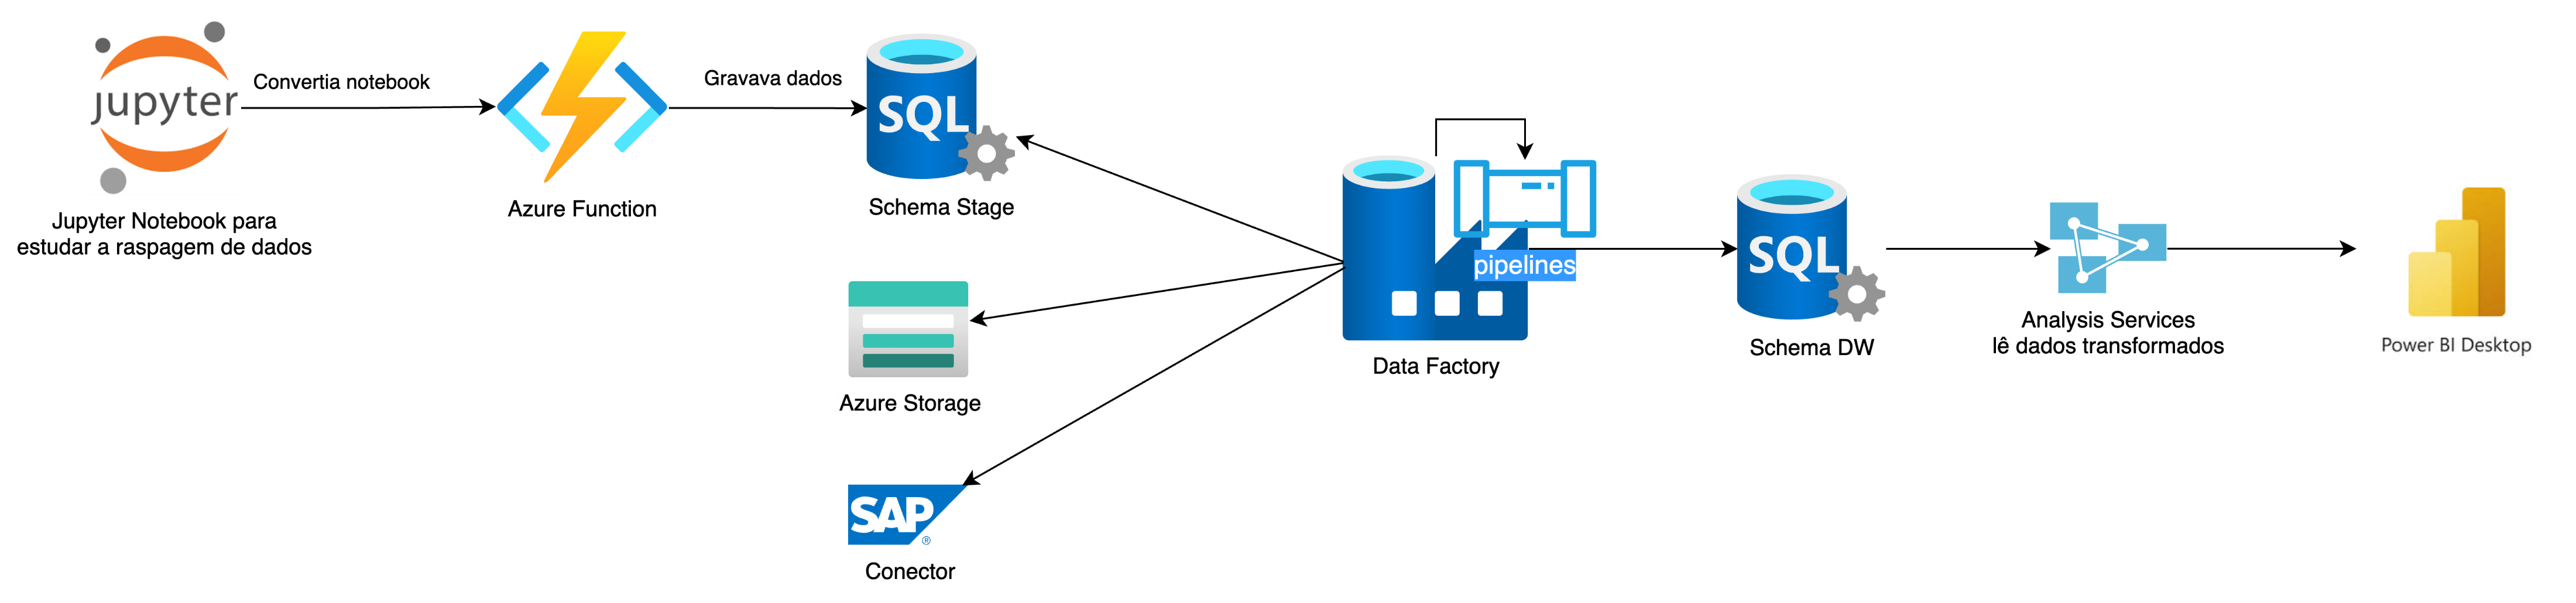 jupyter
Convertia notebook
Jupyter Notebook para
estudar a raspagem de dados
Azure Function
Gravava dados
SQL
Schema Stage
Azure Storage
SAP
®
Conector
pipelines
Data Factory
SQL
Schema DW
Analysis Services
lê dados transformados
Power BI Desktop